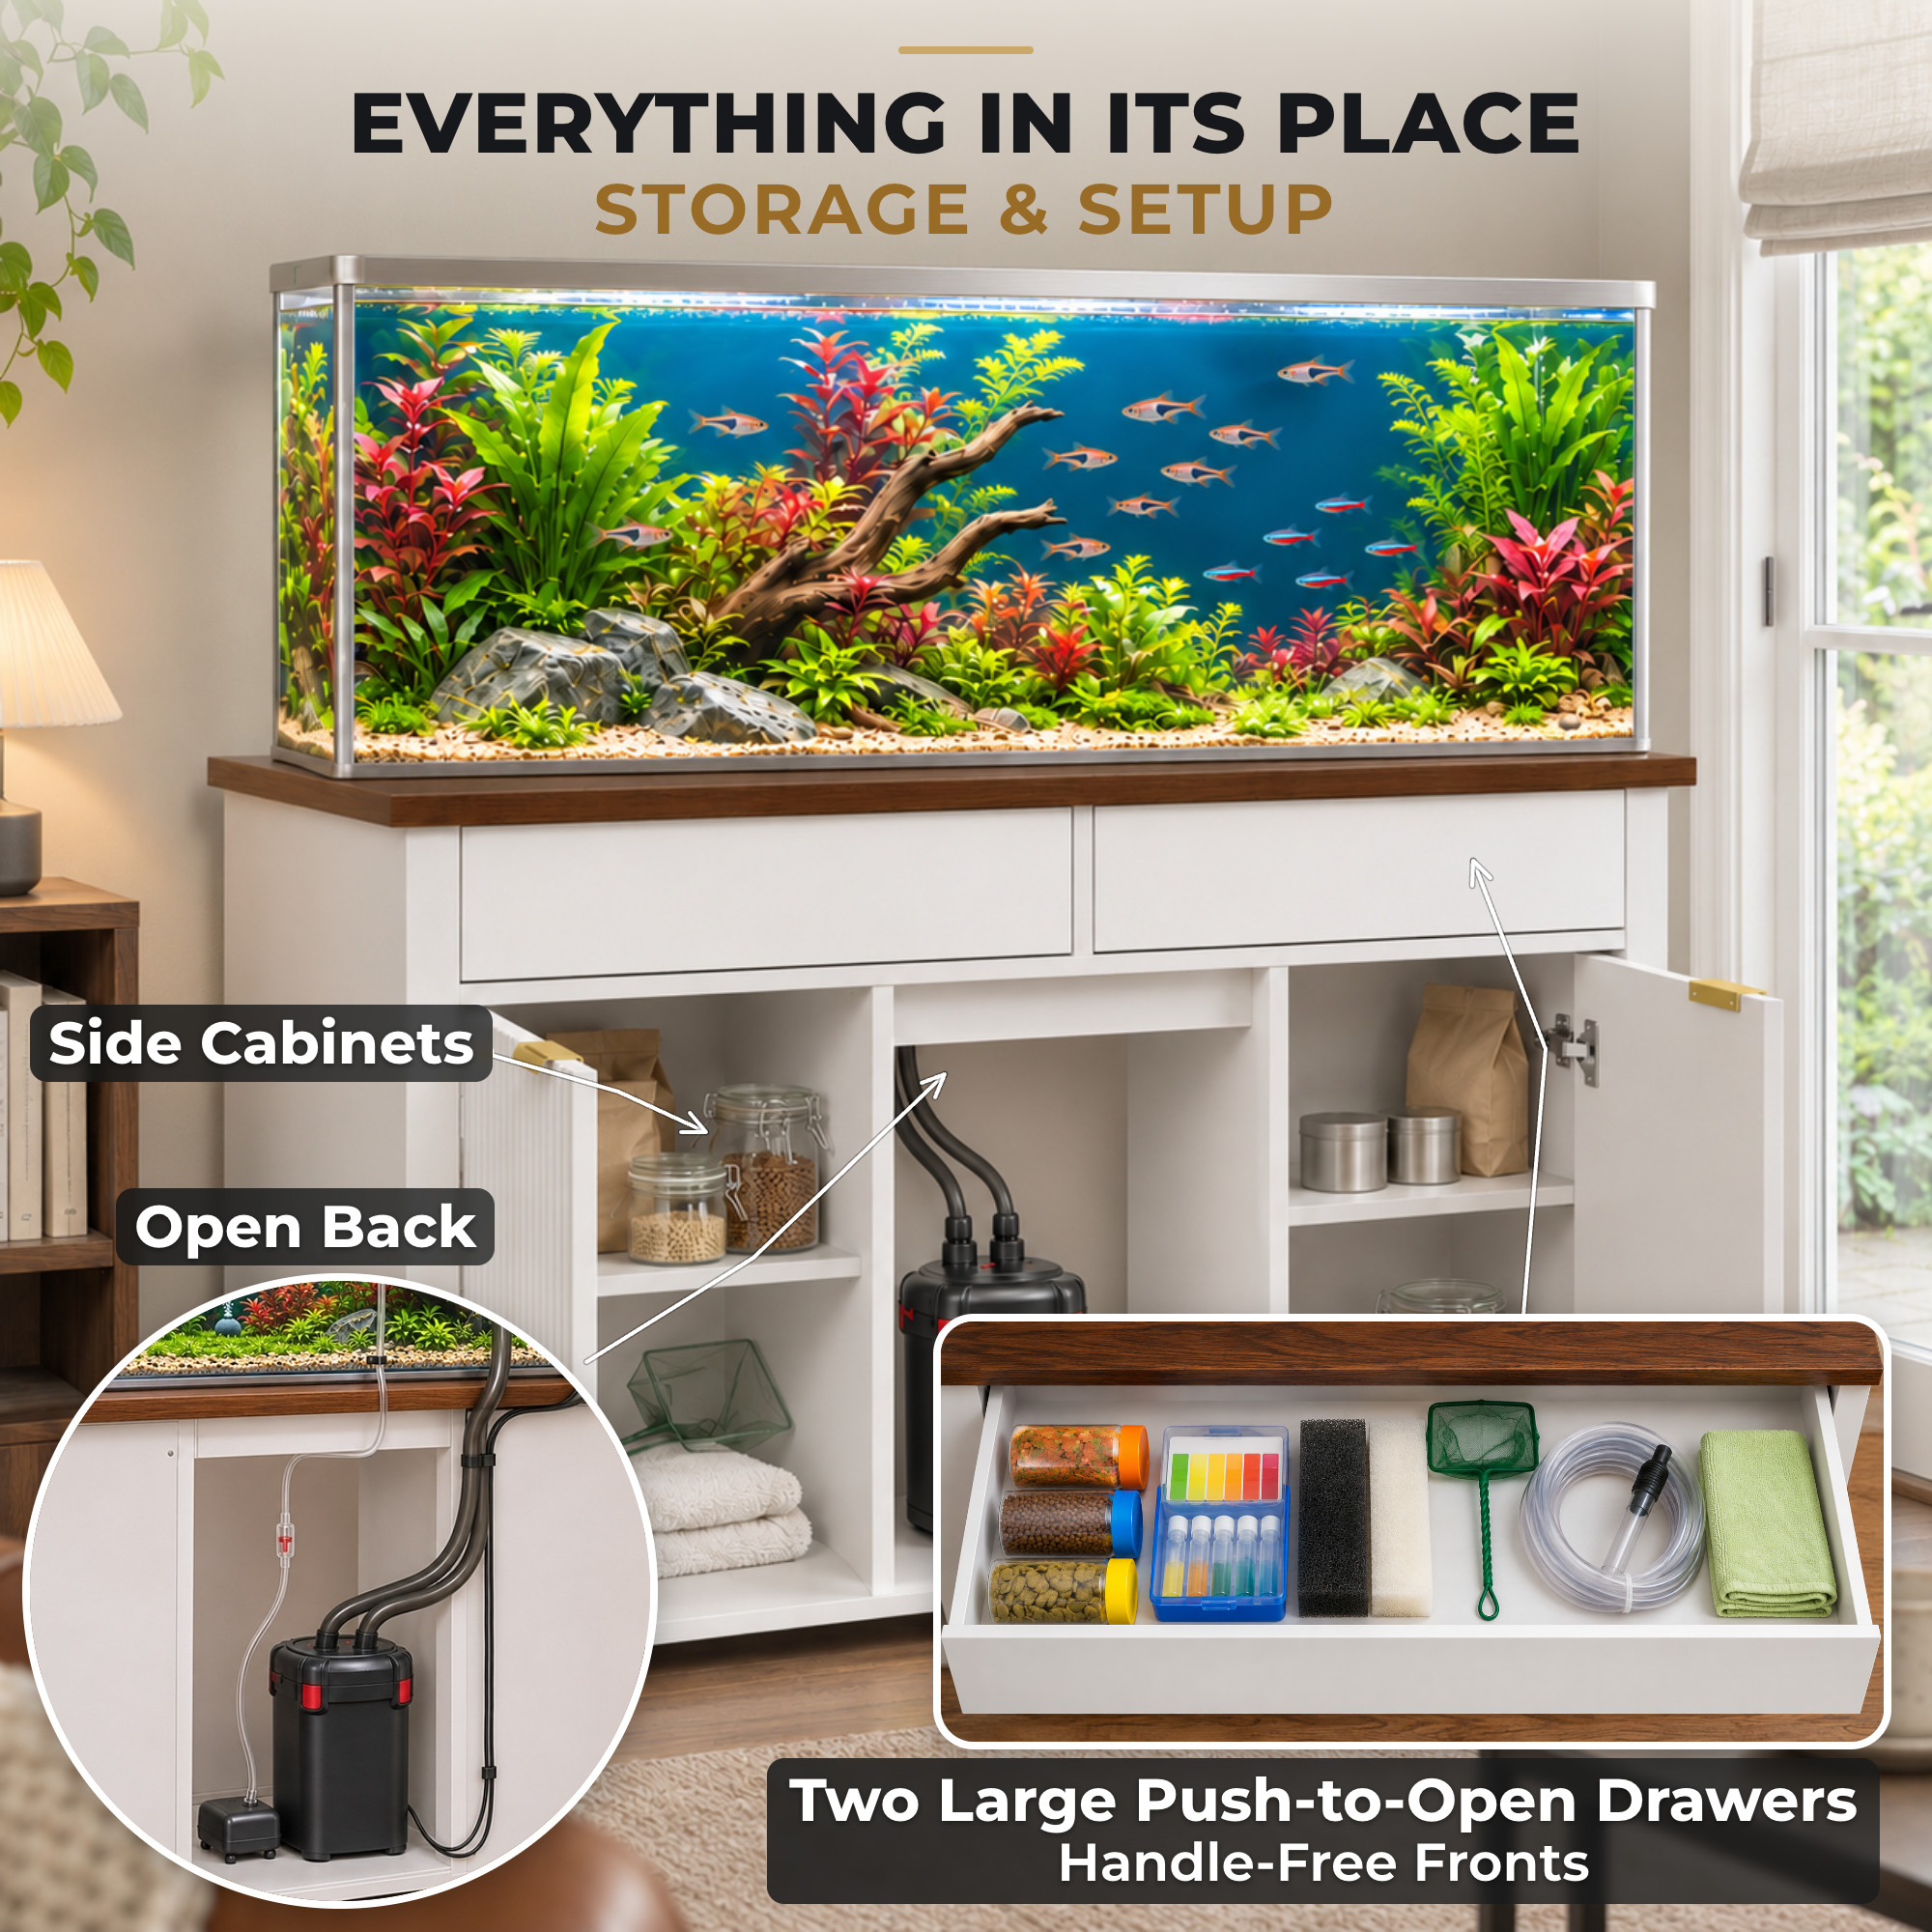 EVERYTHING IN ITS PLACE
STORAGE & SETUP
Side Cabinets
Open Back
Two Large Push-to-Open Drawers
Handle-Free Fronts